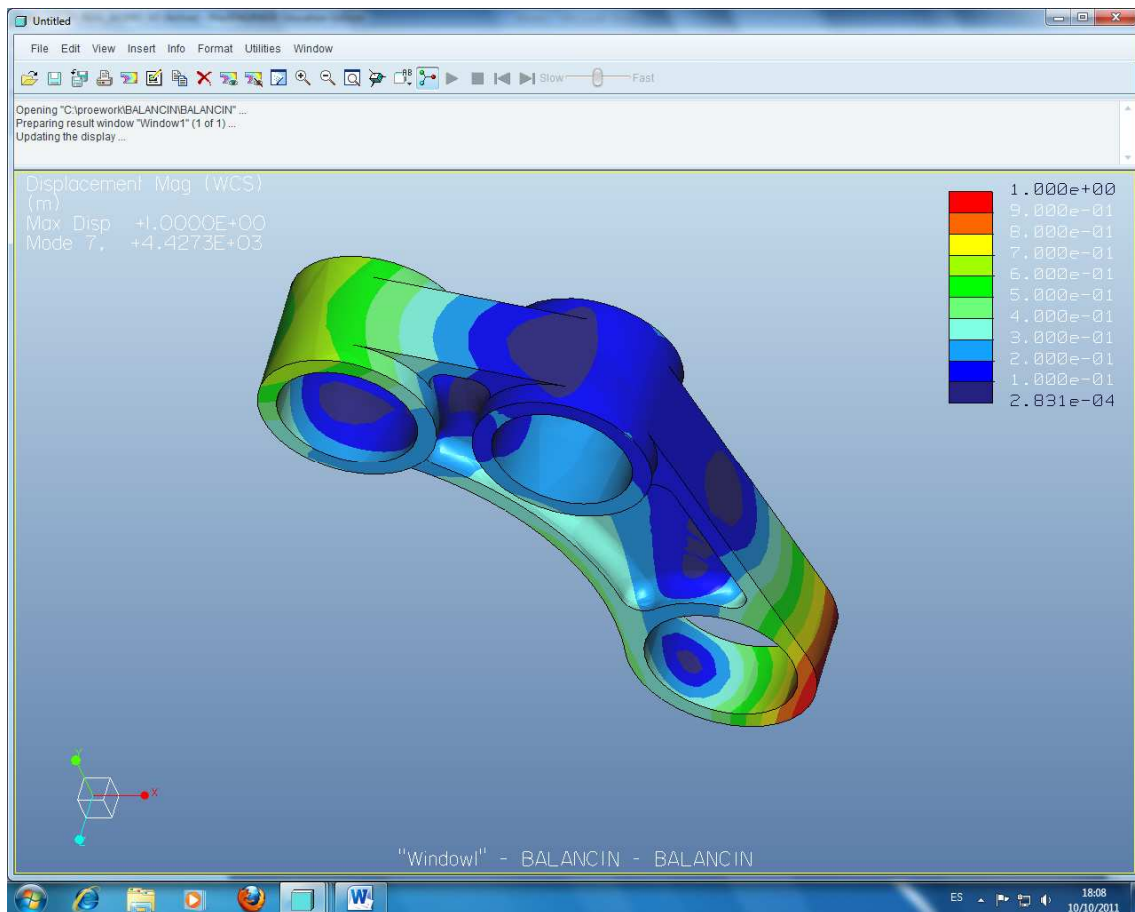 Untitled
File Edit View Insert Info Format Utilities Window
Slow Fast
Opening "C:\proework\BALANCIN\BALANCIN" ...
Preparing result window "Window1" (1 of 1) ...
Updating the display ...
Displacement Mag (WCS)
(m)
Max Disp +1.0000E+00
Mode 7, +4.4273E+03
1.000e+00
9.000e-01
8.000e-01
7.000e-01
6.000e-01
5.000e-01
4.000e-01
3.000e-01
2.000e-01
1.000e-01
2.831e-04
Y
X
Z
"Window1" - BALANCIN - BALANCIN
ES
18:08
10/10/2011